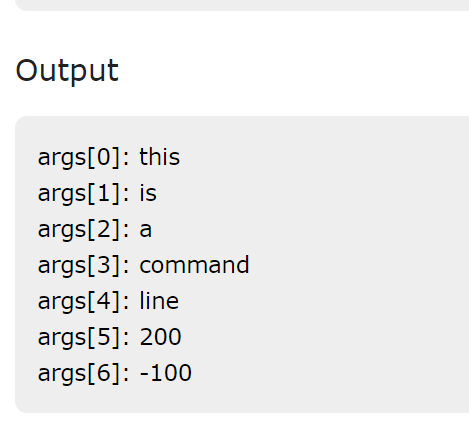 Output
args[0]: this
args[1]: is
args[2]: a
args[3]: command
args[4]: line
args[5]: 200
args[6]: -100